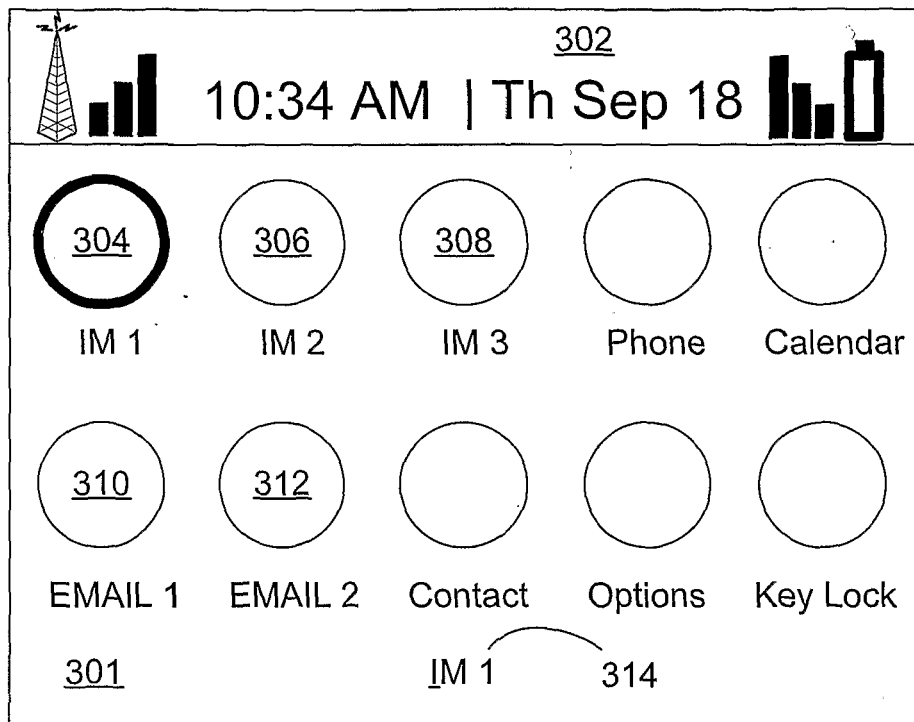 302
10:34 AM | Th Sep 18
304 306 308
IM 1 IM 2 IM 3 Phone Calendar
310 312
EMAIL 1 EMAIL 2 Contact Options Key Lock
301 IM 1 314